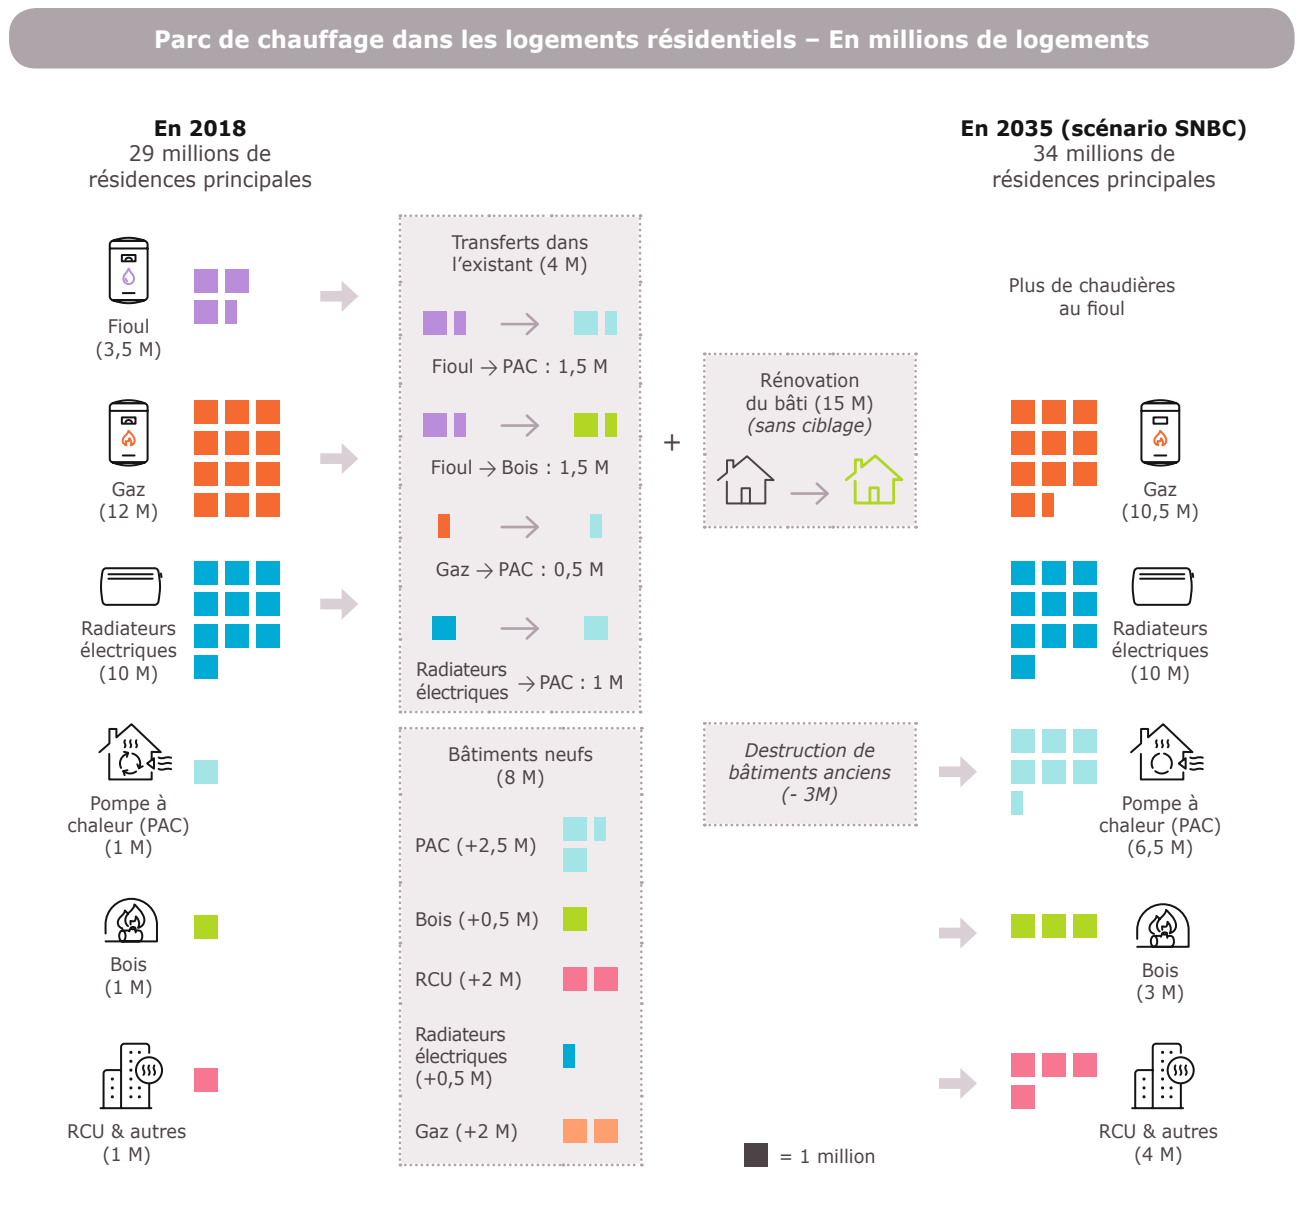 Parc de chauffage dans les logements résidentiels – En millions de logements
En 2018
29 millions de
résidences principales
Fioul
(3,5 M)
Gaz
(12 M)
Radiateurs
électriques
(10 M)
Pompe à
chaleur (PAC)
(1 M)
Bois
(1 M)
RCU & autres
(1 M)
Transferts dans
l’existant (4 M)
Fioul → PAC : 1,5 M
Fioul → Bois : 1,5 M
Gaz → PAC : 0,5 M
Radiateurs
électriques → PAC : 1 M
Bâtiments neufs
(8 M)
PAC (+2,5 M)
Bois (+0,5 M)
RCU (+2 M)
Radiateurs
électriques
(+0,5 M)
Gaz (+2 M)
+
Rénovation
du bâti (15 M)
(sans ciblage)
Destruction de
bâtiments anciens
(- 3M)
= 1 million
En 2035 (scénario SNBC)
34 millions de
résidences principales
Plus de chaudières
au fioul
Gaz
(10,5 M)
Radiateurs
électriques
(10 M)
Pompe à
chaleur (PAC)
(6,5 M)
Bois
(3 M)
RCU & autres
(4 M)